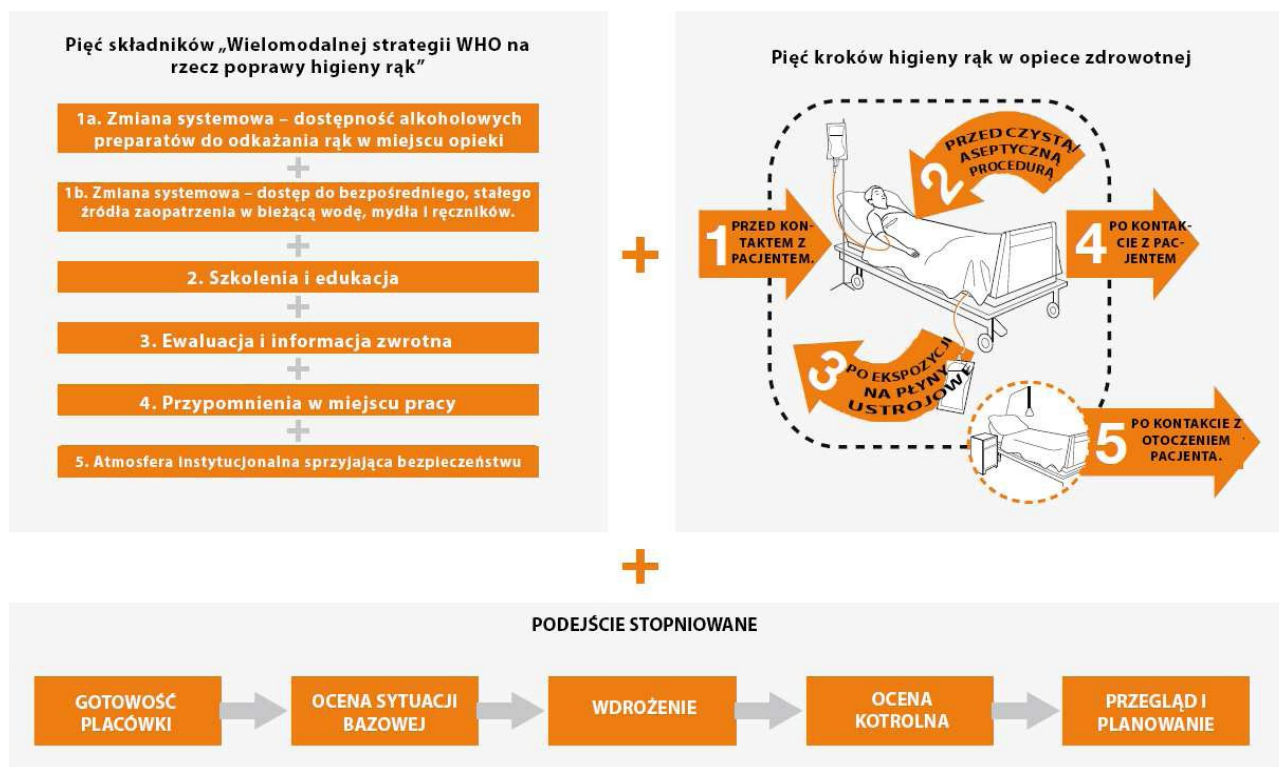 Pięć składników „Wielomodalnej strategii WHO na
rzecz poprawy higieny rąk”
1a. Zmiana systemowa – dostępność alkoholowych
preparatów do odkażania rąk w miejscu opieki
+
1b. Zmiana systemowa – dostęp do bezpośredniego, stałego
źródła zaopatrzenia w bieżącą wodę, mydła i ręczników.
+
2. Szkolenia i edukacja
+
3. Ewaluacja i informacja zwrotna
+
4. Przypomnienia w miejscu pracy
+
5. Atmosfera instytucjonalna sprzyjająca bezpieczeństwu
+
Pięć kroków higieny rąk w opiece zdrowotnej
1
PRZED KON-
TAKTEM Z
PACJENTEM.
2
PRZED CZYSTĄ/
ASEPTYCZNĄ
PROCEDURĄ
3
PO EKSPOZYCJI
NA PŁYNY
USTROJOWE
4
PO KONTAK-
CIE Z PAC-
JENTEM
5
PO KONTAKCIE Z
OTOCZENIEM
PACJENTA.
+
PODEJŚCIE STOPNIOWANE
GOTOWOŚĆ
PLACÓWKI
OCENA SYTUACJI
BAZOWEJ
WDROŻENIE
OCENA
KOTROLNA
PRZEGLĄD I
PLANOWANIE